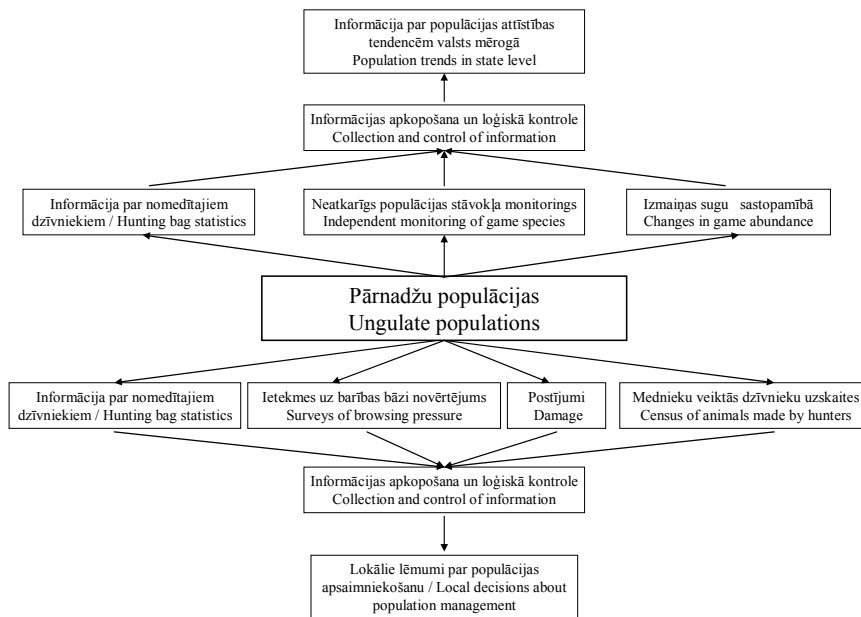 Informācija par populācijas attīstības
tendencēm valsts mērogā
Population trends in state level
Informācijas apkopošana un loģiskā kontrole
Collection and control of information
Informācija par nomedītajiem
dzīvniekiem / Hunting bag statistics
Neatkarīgs populācijas stāvokļa monitorings
Independent monitoring of game species
Izmaiņas sugu sastopamībā
Changes in game abundance
Pārnadžu populācijas
Ungulate populations
Informācija par nomedītajiem
dzīvniekiem / Hunting bag statistics
Ietekmes uz barības bāzi novērtējums
Surveys of browsing pressure
Postījumi
Damage
Mednieku veiktās dzīvnieku uzskaites
Census of animals made by hunters
Informācijas apkopošana un loģiskā kontrole
Collection and control of information
Lokālie lēmumi par populācijas
apsaimniekošanu / Local decisions about
population management